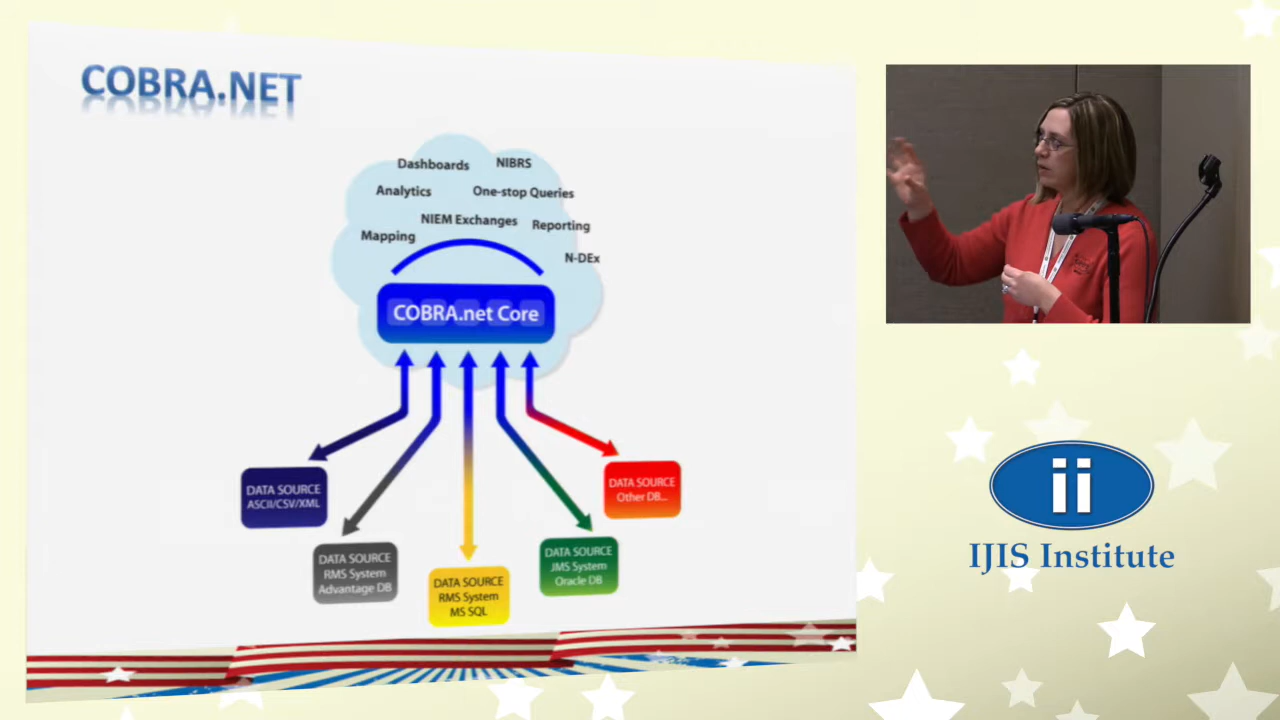 COBRA.NET
Dashboards
NIBRS
Analytics
One-stop Queries
NIEM Exchanges
Reporting
Mapping
N-DEx
COBRA.net Core
DATA SOURCE
ASCII/CSV/XML
DATA SOURCE
RMS System
Advantage DB
DATA SOURCE
RMS System
MS SQL
DATA SOURCE
JMS System
Oracle DB
DATA SOURCE
Other DB...
ii
IJIS Institute